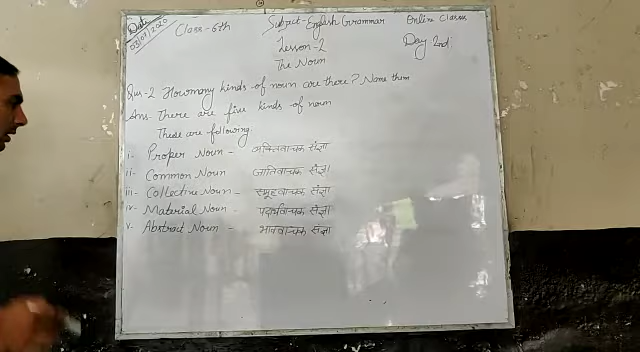 Date
03/07/2020
Class-6th Subject-English Grammar Online Classes
Lesson-2 Day 2nd
The Noun
Qus-2 How many kinds of noun are there? Name them
Ans- There are five kinds of noun
These are following.
i- Proper Noun- व्यक्तिवाचक संज्ञा
ii- Common Noun जातिवाचक संज्ञा
iii- Collective Noun- समूहवाचक संज्ञा
iv- Material Noun- पदार्थवाचक संज्ञा
v- Abstract Noun- भाववाचक संज्ञा